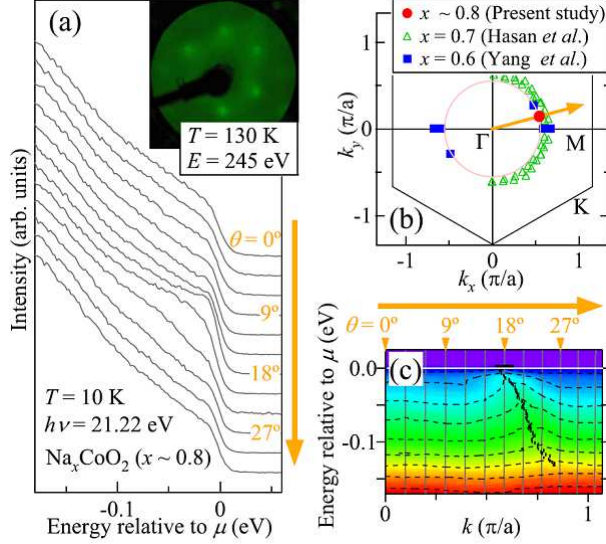 (a)
T = 130 K
E = 245 eV
Intensity (arb. units)
θ = 0º
9º
18º
27º
T = 10 K
hν = 21.22 eV
NaxCoO2 (x ~ 0.8)
-0.1
0
Energy relative to μ (eV)
x ~ 0.8 (Present study)
x = 0.7 (Hasan et al.)
x = 0.6 (Yang et al.)
ky (π/a)
1
0
-1
Γ
M
K
(b)
-1
0
1
kx (π/a)
θ = 0º
9º
18º
27º
(c)
Energy relative to μ (eV)
0.0
-0.1
0
1
k (π/a)